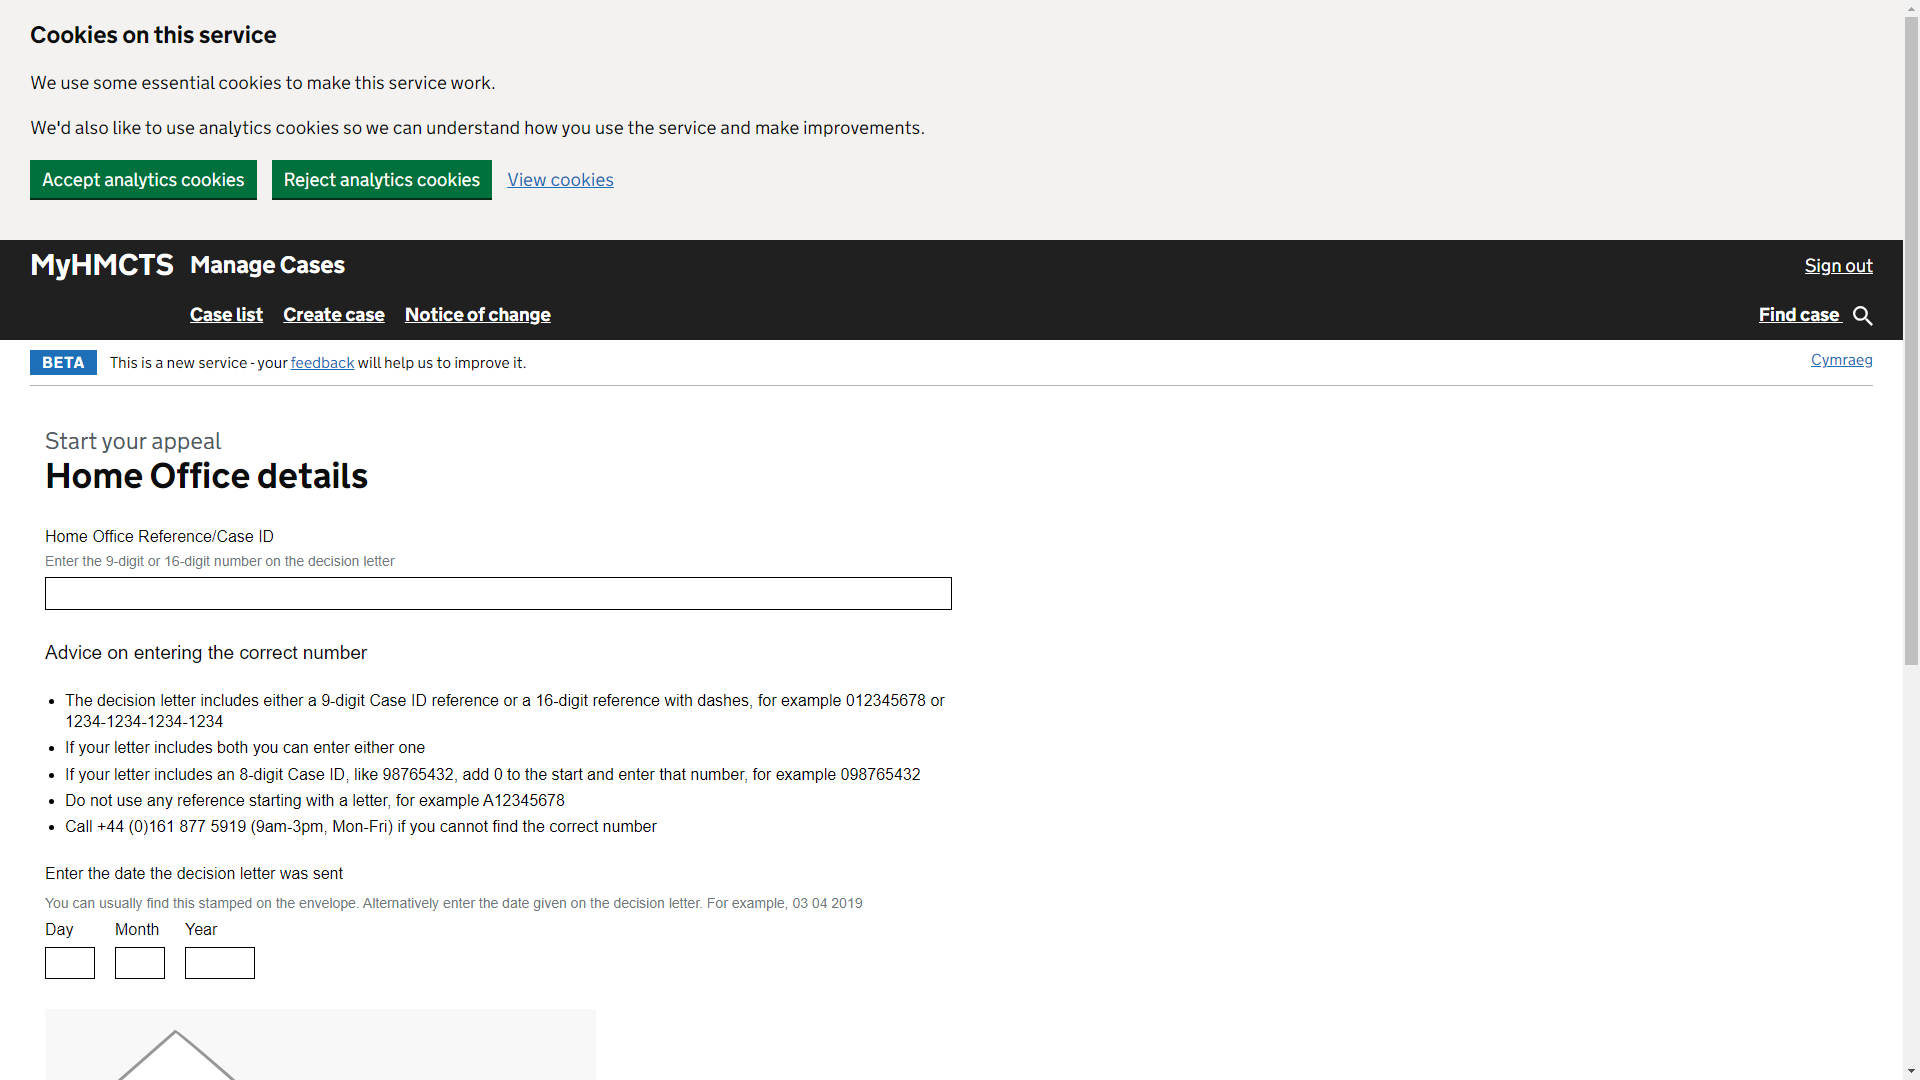 Cookies on this service
We use some essential cookies to make this service work.
We'd also like to use analytics cookies so we can understand how you use the service and make improvements.
Accept analytics cookies Reject analytics cookies View cookies
MyHMCTS Manage Cases Sign out
Case list Create case Notice of change Find case
BETA This is a new service - your feedback will help us to improve it. Cymraeg
Start your appeal
Home Office details
Home Office Reference/Case ID
Enter the 9-digit or 16-digit number on the decision letter
Advice on entering the correct number
• The decision letter includes either a 9-digit Case ID reference or a 16-digit reference with dashes, for example 012345678 or
1234-1234-1234-1234
• If your letter includes both you can enter either one
• If your letter includes an 8-digit Case ID, like 98765432, add 0 to the start and enter that number, for example 098765432
• Do not use any reference starting with a letter, for example A12345678
• Call +44 (0)161 877 5919 (9am-3pm, Mon-Fri) if you cannot find the correct number
Enter the date the decision letter was sent
You can usually find this stamped on the envelope. Alternatively enter the date given on the decision letter. For example, 03 04 2019
Day Month Year